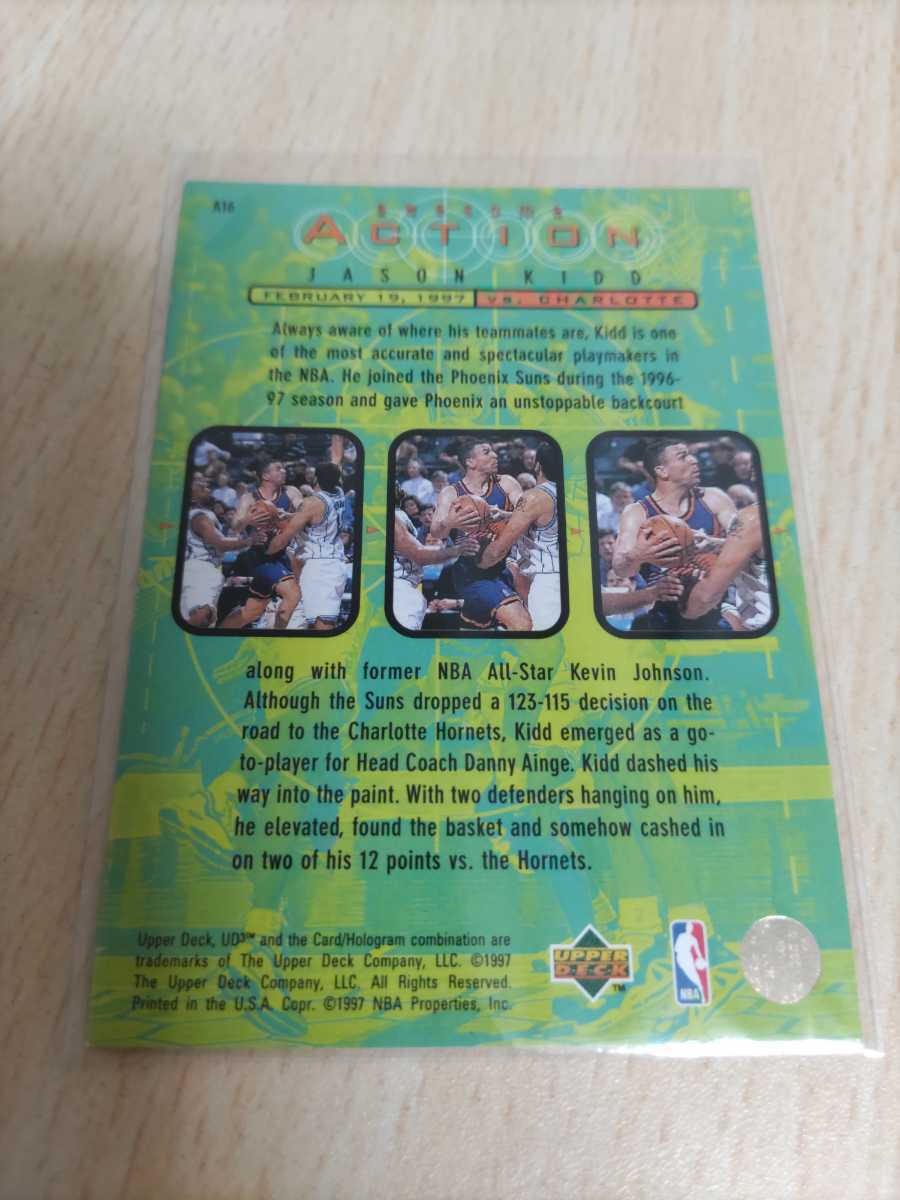 A16
AWESOME
ACTION
JASON KIDD
FEBRUARY 19, 1997 VS. CHARLOTTE
Always aware of where his teammates are, Kidd is one
of the most accurate and spectacular playmakers in
the NBA. He joined the Phoenix Suns during the 1996-
97 season and gave Phoenix an unstoppable backcourt
along with former NBA All-Star Kevin Johnson.
Although the Suns dropped a 123-115 decision on the
road to the Charlotte Hornets, Kidd emerged as a go-
to-player for Head Coach Danny Ainge. Kidd dashed his
way into the paint. With two defenders hanging on him,
he elevated, found the basket and somehow cashed in
on two of his 12 points vs. the Hornets.
Upper Deck, UD³™ and the Card/Hologram combination are
trademarks of The Upper Deck Company, LLC. ©1997
The Upper Deck Company, LLC. All Rights Reserved.
Printed in the U.S.A. Copr. ©1997 NBA Properties, Inc.
UPPER
DECK
™
NBA